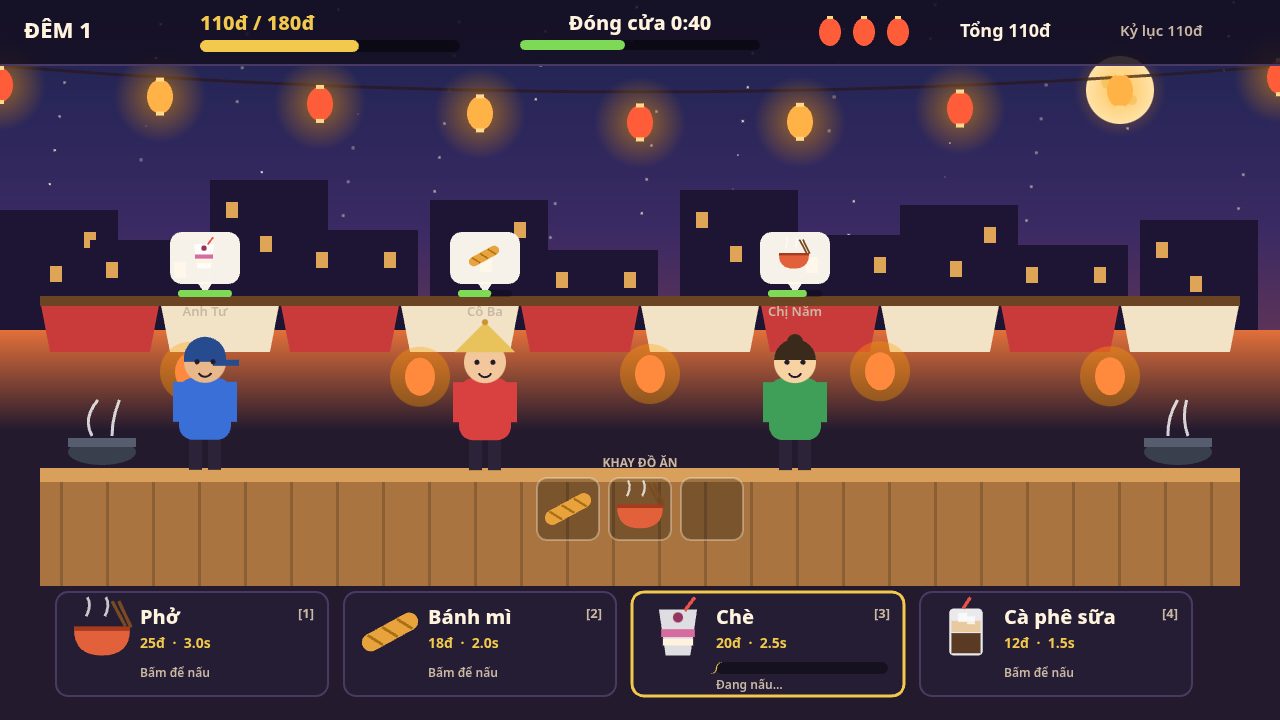 ĐÊM 1
110đ / 180đ
Đóng cửa 0:40
Tổng 110đ
Kỷ lục 110đ
Anh Tư
Cô Ba
Chị Năm
KHAY ĐỒ ĂN
Phở
[1]
25đ · 3.0s
Bấm để nấu
Bánh mì
[2]
18đ · 2.0s
Bấm để nấu
Chè
[3]
20đ · 2.5s
Đang nấu...
Cà phê sữa
[4]
12đ · 1.5s
Bấm để nấu